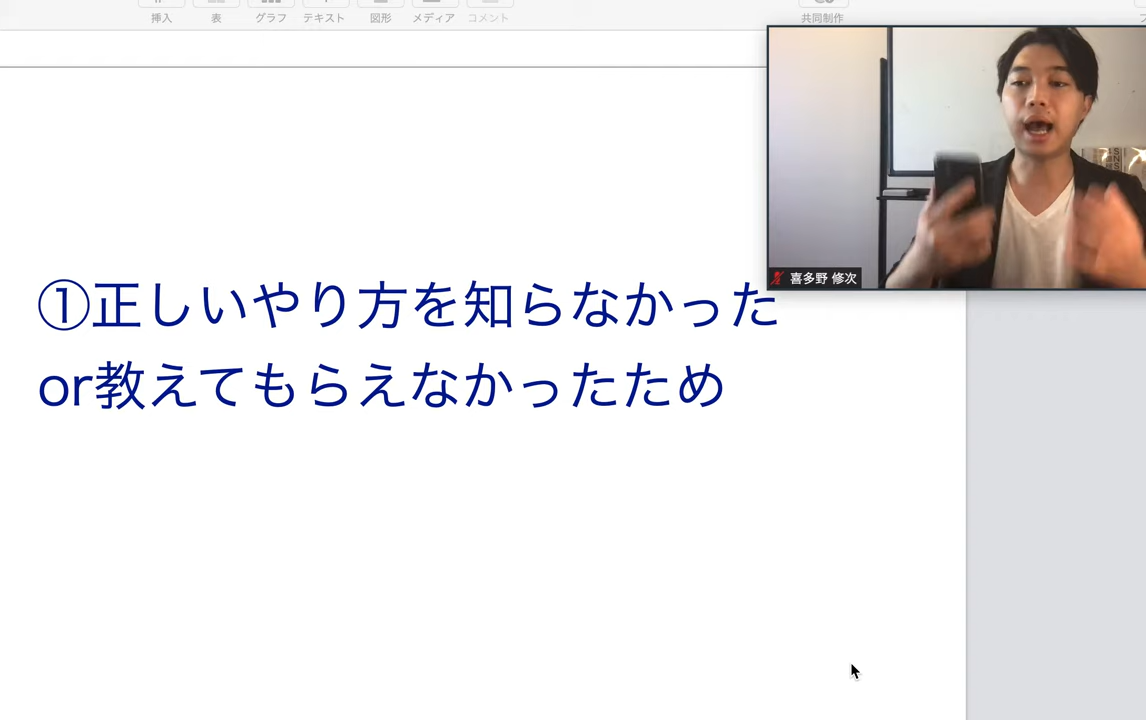 挿入
表
グラフ
テキスト
図形
メディア
コメント
共同制作
喜多野 修次
①正しいやり方を知らなかった
or教えてもらえなかったため